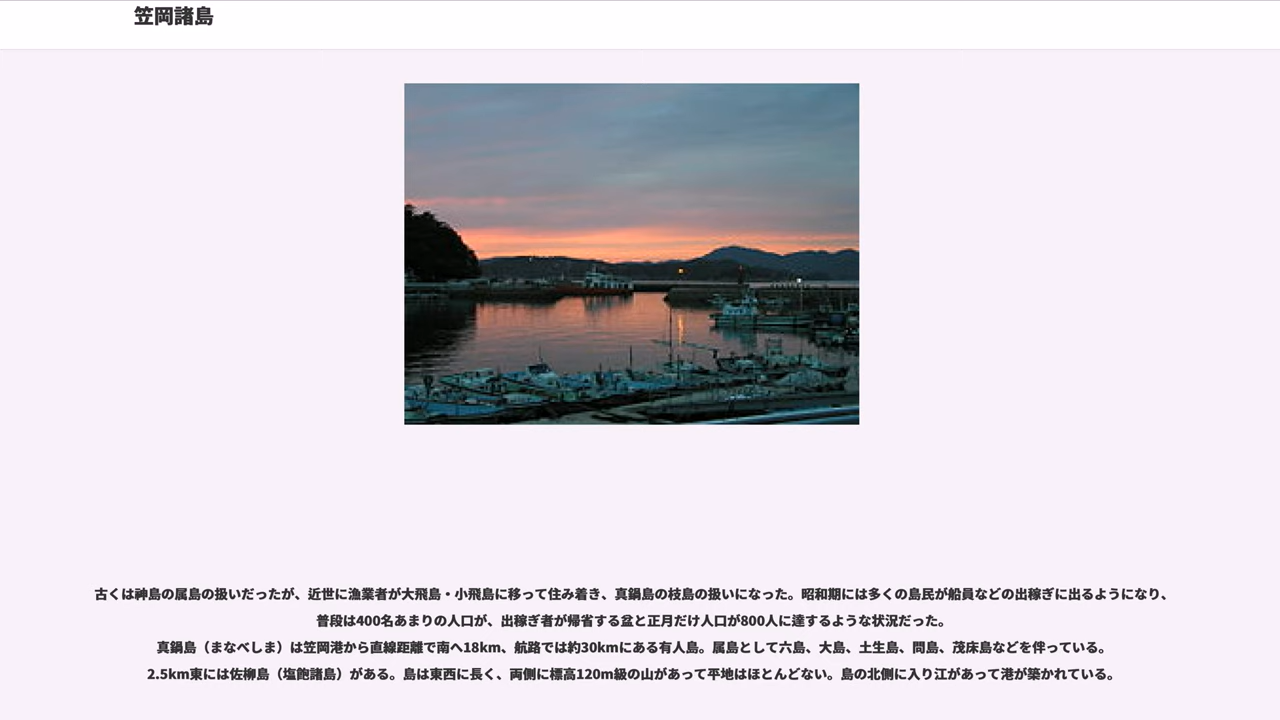 笠岡諸島
古くは神島の属島の扱いだったが、近世に漁業者が大飛島・小飛島に移って住み着き、真鍋島の枝島の扱いになった。昭和期には多くの島民が船員などの出稼ぎに出るようになり、
普段は400名あまりの人口が、出稼ぎ者が帰省する盆と正月だけ人口が800人に達するような状況だった。
真鍋島（まなべしま）は笠岡港から直線距離で南へ18km、航路では約30kmにある有人島。属島として六島、大島、土生島、問島、茂床島などを伴っている。
2.5km東には佐柳島（塩飽諸島）がある。島は東西に長く、両側に標高120m級の山があって平地はほとんどない。島の北側に入り江があって港が築かれている。